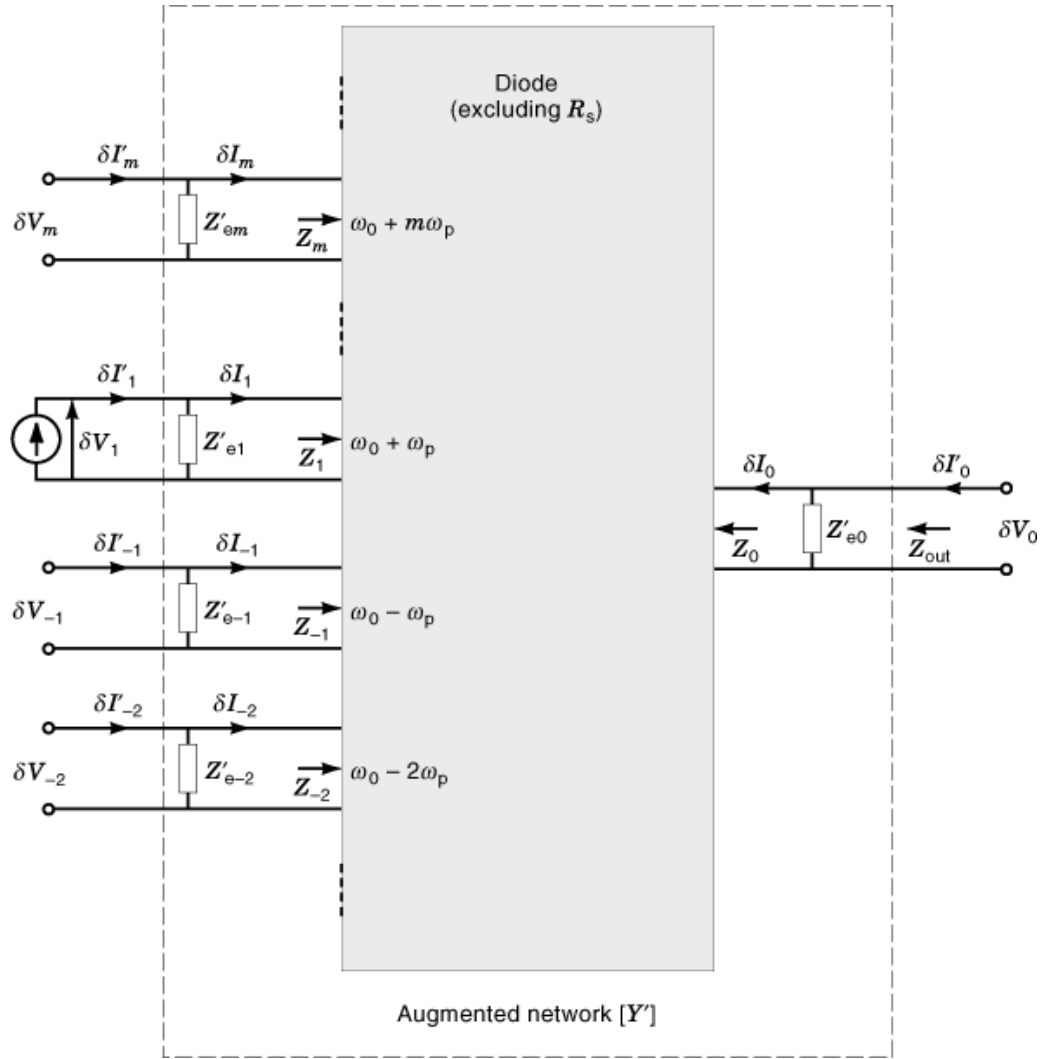 Diode
(excluding Rₛ)
δI′ₘ δIₘ
δVₘ Z′ₑₘ Zₘ ω₀ + mωₚ
δI′₁ δI₁
δV₁ Z′ₑ₁ Z₁ ω₀ + ωₚ
δI₀ δI′₀
Z₀ Z′ₑ₀ Zₒᵤₜ δV₀
δI′₋₁ δI₋₁
δV₋₁ Z′ₑ₋₁ Z₋₁ ω₀ − ωₚ
δI′₋₂ δI₋₂
δV₋₂ Z′ₑ₋₂ Z₋₂ ω₀ − 2ωₚ
Augmented network [Y′]